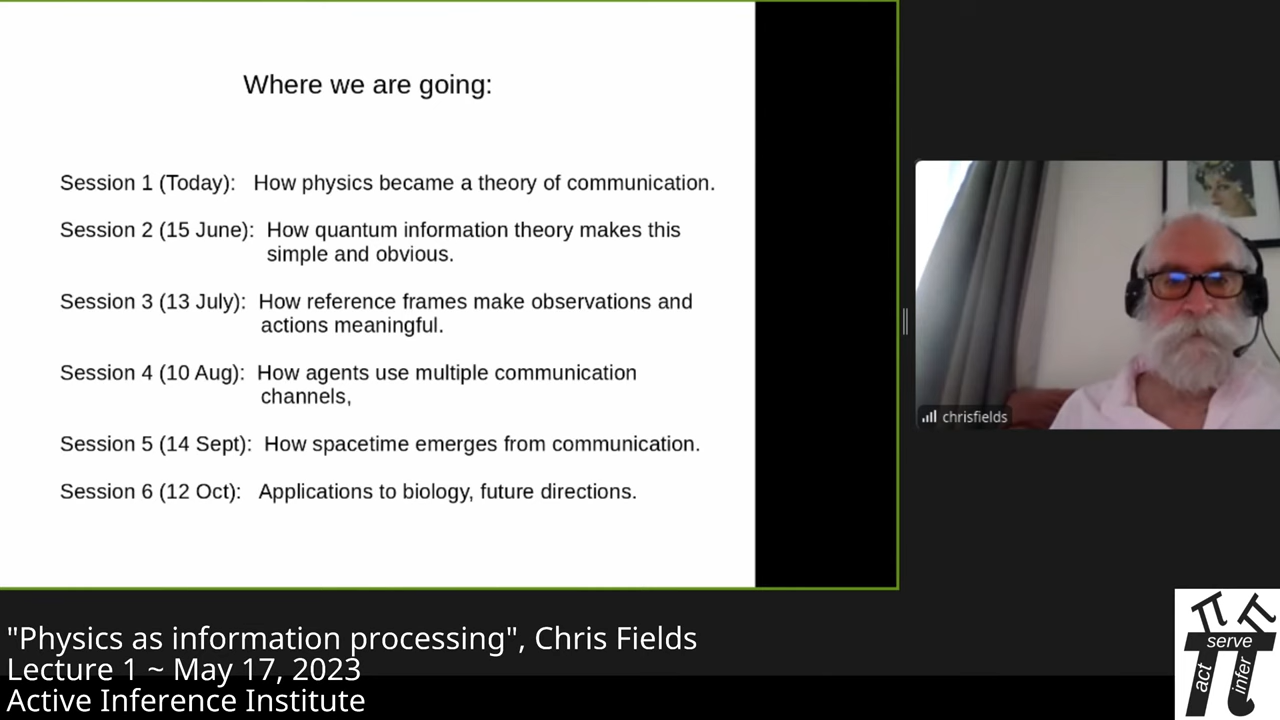 Where we are going:
Session 1 (Today): How physics became a theory of communication.
Session 2 (15 June): How quantum information theory makes this
simple and obvious.
Session 3 (13 July): How reference frames make observations and
actions meaningful.
Session 4 (10 Aug): How agents use multiple communication
channels,
Session 5 (14 Sept): How spacetime emerges from communication.
Session 6 (12 Oct): Applications to biology, future directions.
chrisfields
"Physics as information processing", Chris Fields
Lecture 1 ~ May 17, 2023
Active Inference Institute
serve
act
infer